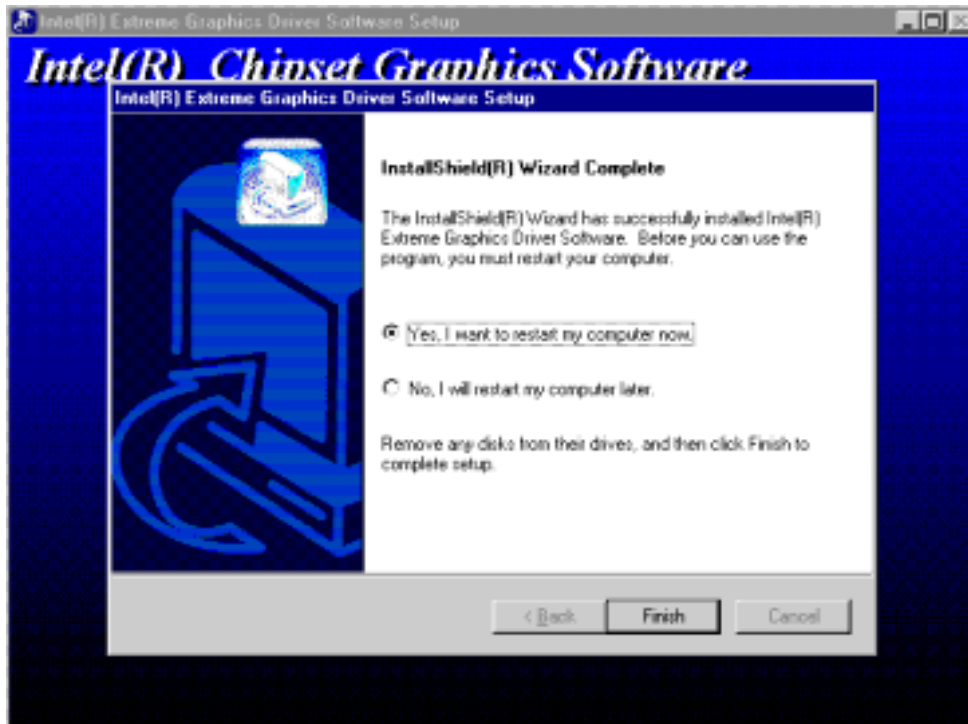 Intel(R) Extreme Graphics Driver Software Setup
Intel(R) Chipset Graphics Software
Intel(R) Extreme Graphics Driver Software Setup
InstallShield(R) Wizard Complete
The InstallShield(R) Wizard has successfully installed Intel(R)
Extreme Graphics Driver Software. Before you can use the
program, you must restart your computer.
Yes, I want to restart my computer now.
No, I will restart my computer later.
Remove any disks from their drives, and then click Finish to
complete setup.
< Back Finish Cancel